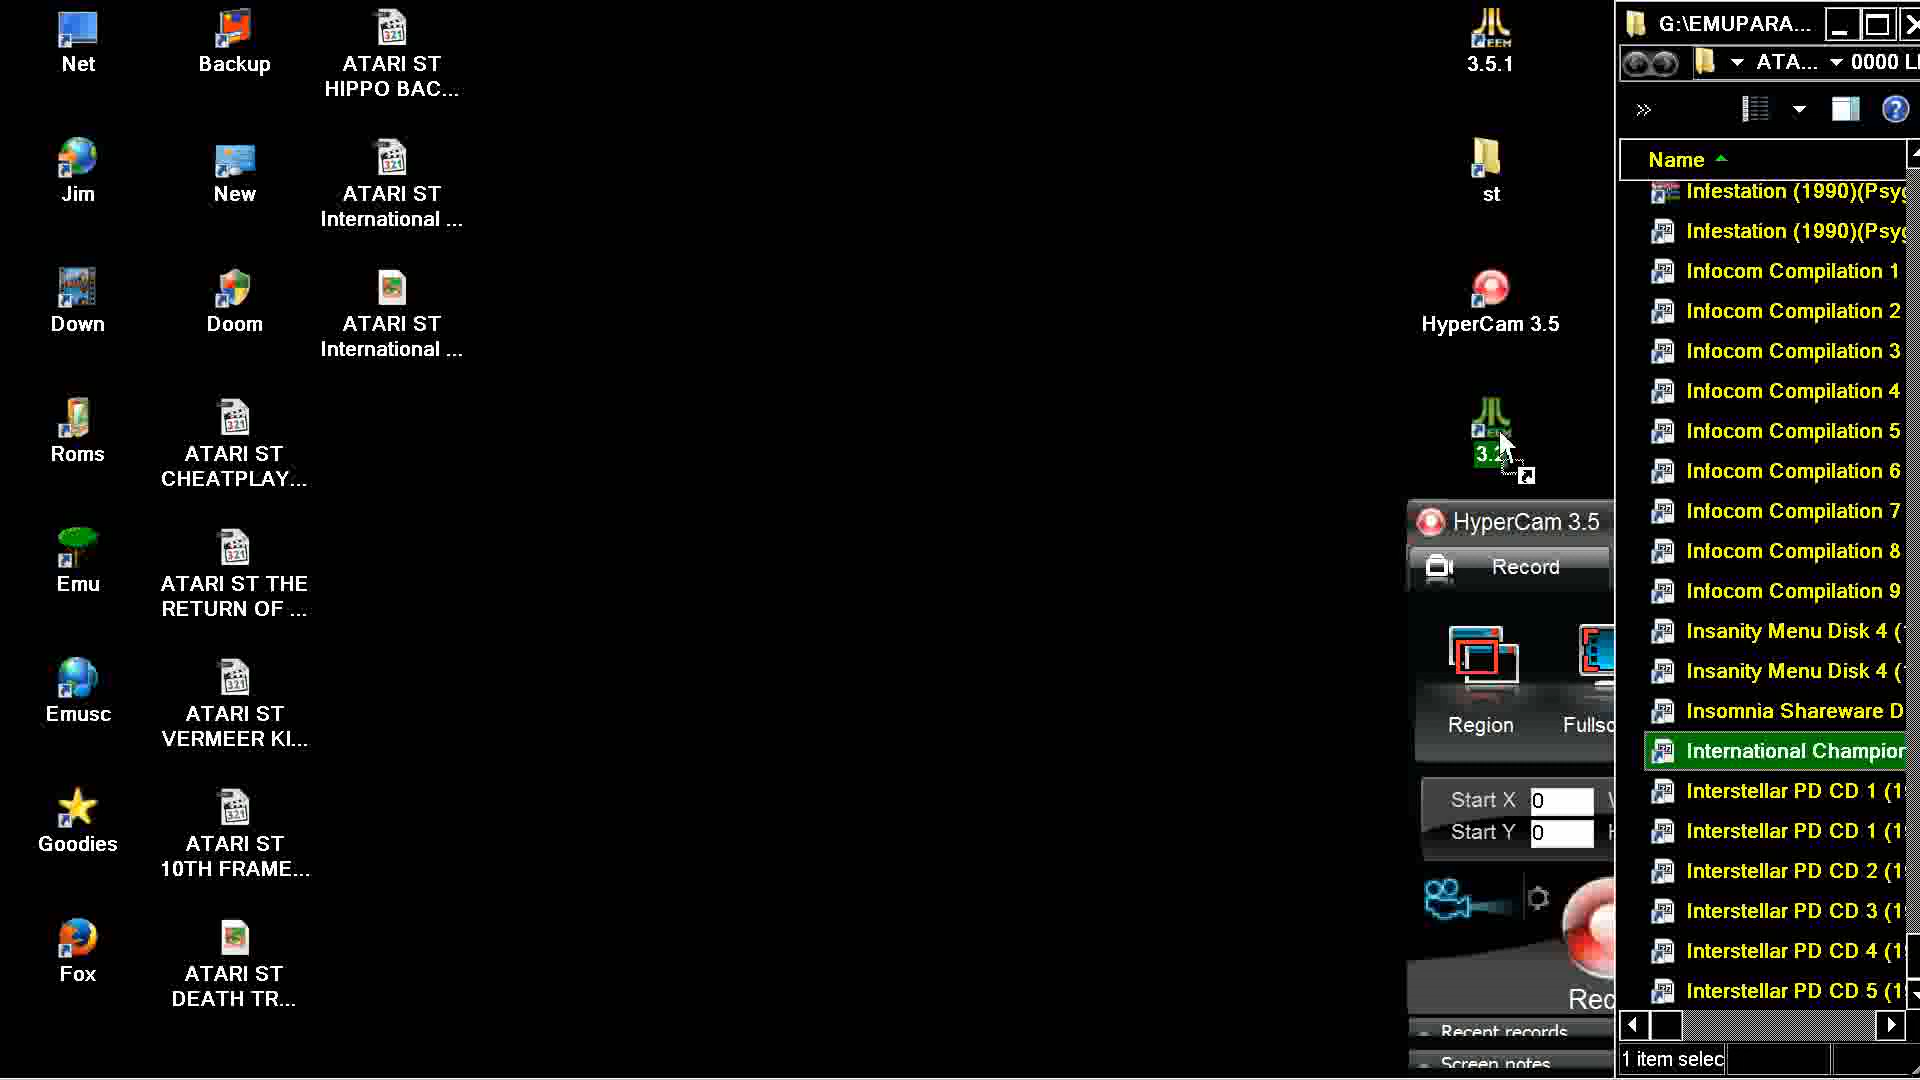 Net
Backup
ATARI ST
HIPPO BAC...
Jim
New
ATARI ST
International ...
Down
Doom
ATARI ST
International ...
Roms
ATARI ST
CHEATPLAY...
Emu
ATARI ST THE
RETURN OF ...
Emusc
ATARI ST
VERMEER KI...
Goodies
ATARI ST
10TH FRAME...
Fox
ATARI ST
DEATH TR...
EEM
3.5.1
st
HyperCam 3.5
EEM
HyperCam 3.5
Record
Region
Start X 0
Start Y 0
Recent records
Screen notes
G:\EMUPARA...
ATA...
Name
Infestation (1990)(Psyg
Infestation (1990)(Psyg
Infocom Compilation 1
Infocom Compilation 2
Infocom Compilation 3
Infocom Compilation 4
Infocom Compilation 5
Infocom Compilation 6
Infocom Compilation 7
Infocom Compilation 8
Infocom Compilation 9
Insanity Menu Disk 4 (
Insanity Menu Disk 4 (
Insomnia Shareware D
International Champion
Interstellar PD CD 1 (1
Interstellar PD CD 1 (1
Interstellar PD CD 2 (1
Interstellar PD CD 3 (1
Interstellar PD CD 4 (1
Interstellar PD CD 5 (1
1 item selec